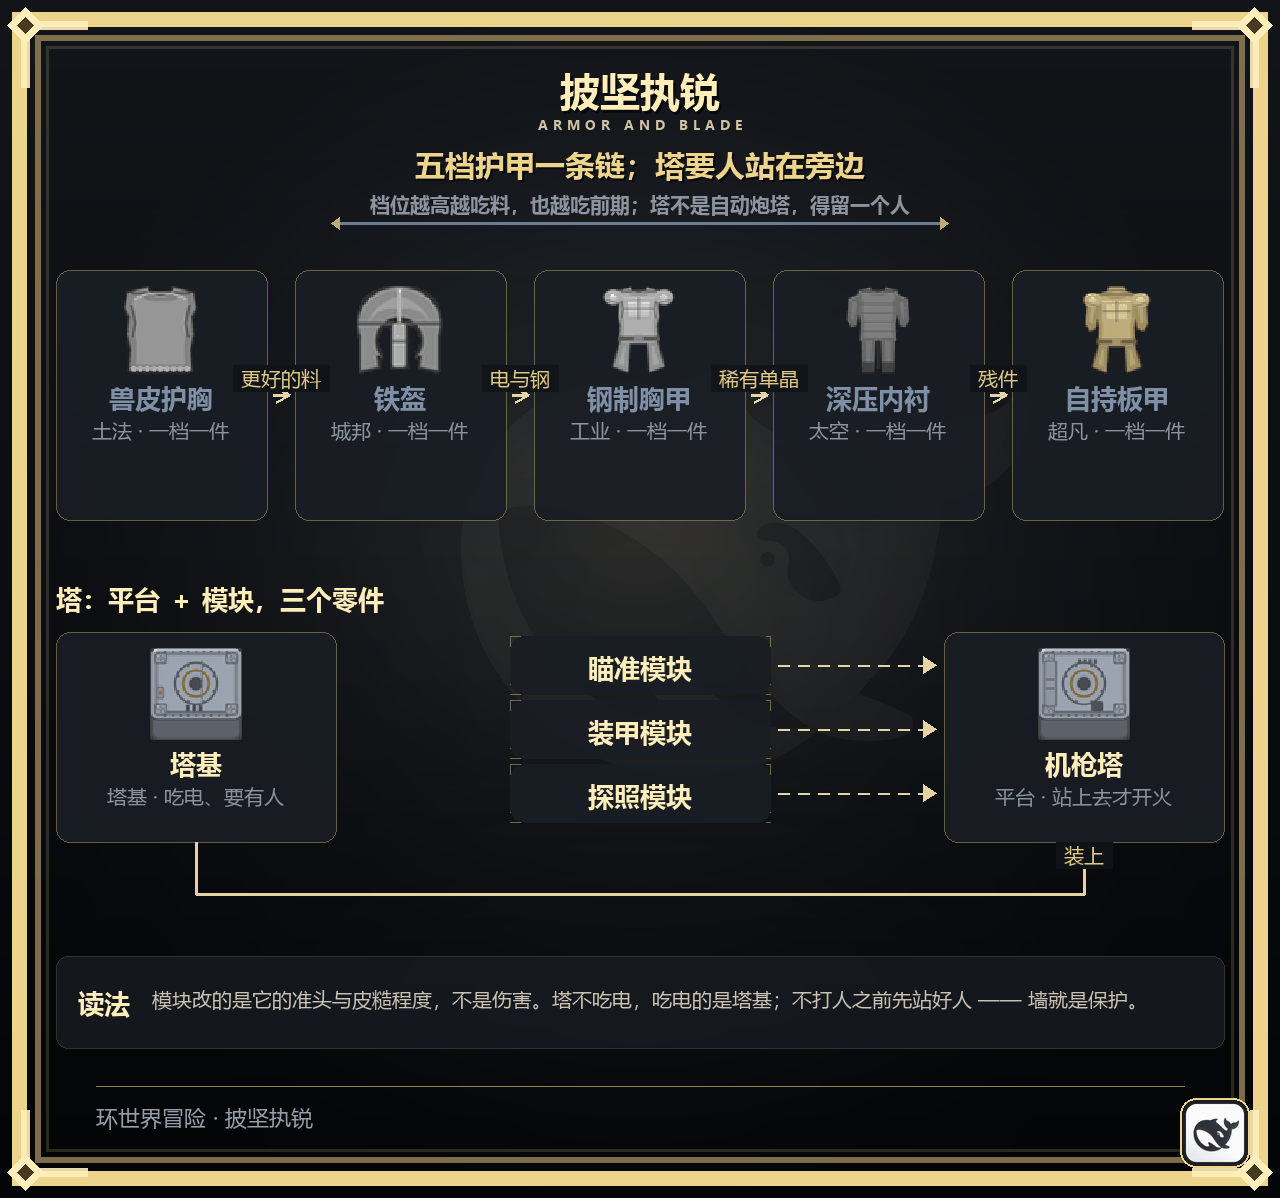 披坚执锐
ARMOR AND BLADE
五档护甲一条链；塔要人站在旁边
档位越高越吃料，也越吃前期；塔不是自动炮塔，得留一个人
兽皮护胸
土法 · 一档一件
更好的料
铁盔
城邦 · 一档一件
电与钢
钢制胸甲
工业 · 一档一件
稀有单晶
深压内衬
太空 · 一档一件
残件
自持板甲
超凡 · 一档一件
塔：平台 + 模块，三个零件
塔基
塔基 · 吃电、要有人
瞄准模块
装甲模块
探照模块
机枪塔
平台 · 站上去才开火
装上
读法
模块改的是它的准头与皮糙程度，不是伤害。塔不吃电，吃电的是塔基；不打人之前先站好人 —— 墙就是保护。
环世界冒险 · 披坚执锐